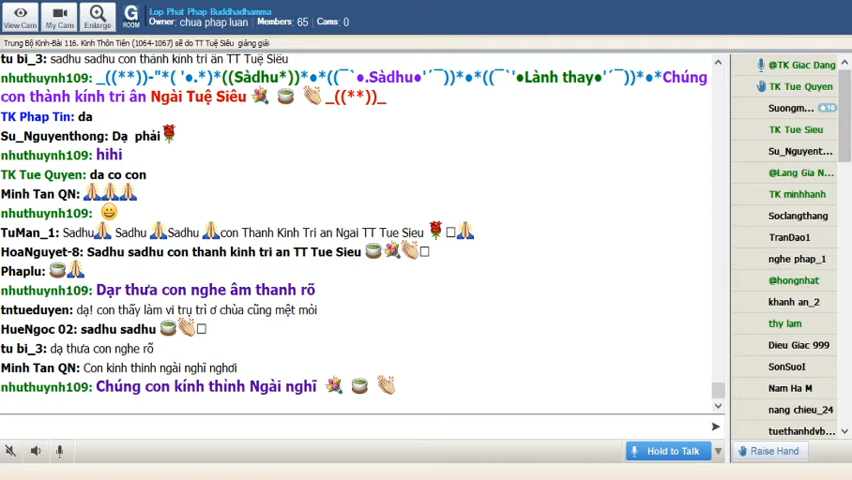 View Cam
My Cam
Enlarge
G
ROOM
Lop Phat Phap Buddhadhamma
Owner: chua phap luan
Members: 65
Cams: 0
Trung Bộ Kinh-Bài 116. Kinh Thôn Tiên (1064-1067) sẽ do TT Tuệ Siêu giảng giải
tu bi_3: sadhu sadhu con thành kính tri ân TT Tuệ Siêu
nhuthuynh109: _((**))-"*( '●.*)*((Sàdhu*))*●*((¯`●.Sàdhu●'´¯))*●*((¯`'●Lành thay●'´¯))*●*Chúng
con thành kính tri ân Ngài Tuệ Siêu 💐 🍵 👏 _((**))_
TK Phap Tin: da
Su_Nguyenthong: Dạ phải🌹
nhuthuynh109: hihi
TK Tue Quyen: da co con
Minh Tan QN: 🙏🙏🙏
nhuthuynh109: 😀
TuMan_1: Sadhu🙏 Sadhu 🙏Sadhu 🙏con Thanh Kinh Tri an Ngai TT Tue Sieu 🌹□🙏
HoaNguyet-8: Sadhu sadhu con thanh kinh tri an TT Tue Sieu 🍵💐👏□
Phaplu: 🍵🙏
nhuthuynh109: Dạr thưa con nghe âm thanh rõ
tntueduyen: dạ! con thấy làm vi trụ trì ơ chùa cũng mệt mỏi
HueNgoc 02: sadhu sadhu 🍵👏□
tu bi_3: dạ thưa con nghe rõ
Minh Tan QN: Con kinh thinh ngài nghĩ nghơi
nhuthuynh109: Chúng con kính thỉnh Ngài nghĩ 💐 🍵 👏
Hold to Talk
@TK Giac Dang
TK Tue Quyen
Suongm... ★10
TK Tue Sieu
Su_Nguyent...
@Lang Gia N...
TK minhhanh
Soclangthang
TranDao1
nghe phap_1
@hongnhat
khanh an_2
thy lam
Dieu Giac 999
SonSuoI
Nam Ha M
nang chieu_24
tuethanhdvb...
Raise Hand